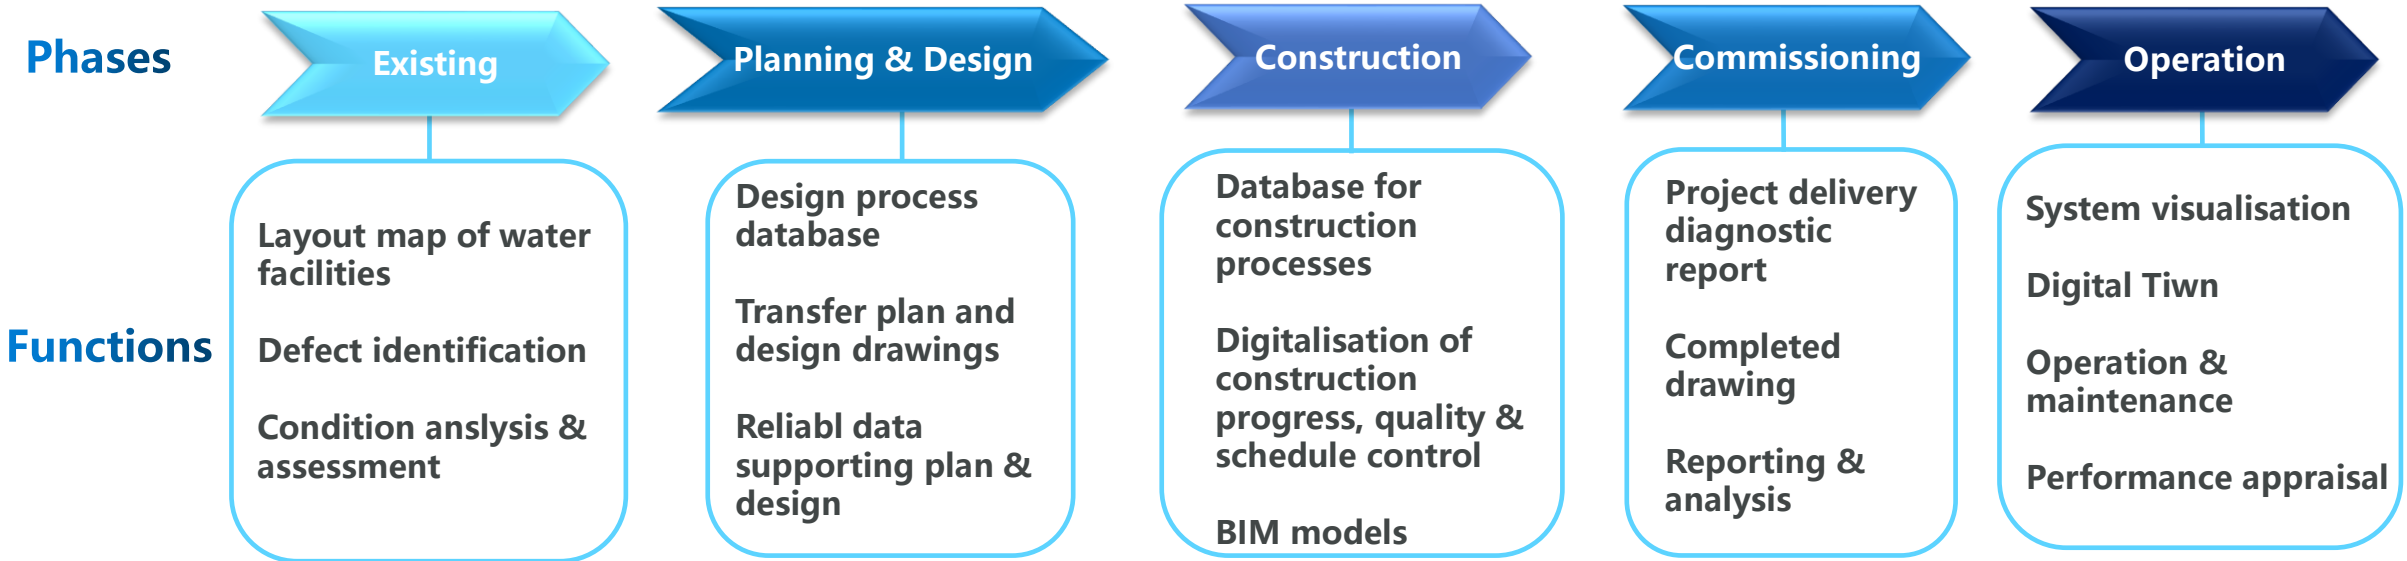 Phases
Existing
Planning & Design
Construction
Commissioning
Operation
Functions
Layout map of water
facilities
Defect identification
Condition anslysis &
assessment
Design process
database
Transfer plan and
design drawings
Reliabl data
supporting plan &
design
Database for
construction
processes
Digitalisation of
construction
progress, quality &
schedule control
BIM models
Project delivery
diagnostic
report
Completed
drawing
Reporting &
analysis
System visualisation
Digital Tiwn
Operation &
maintenance
Performance appraisal